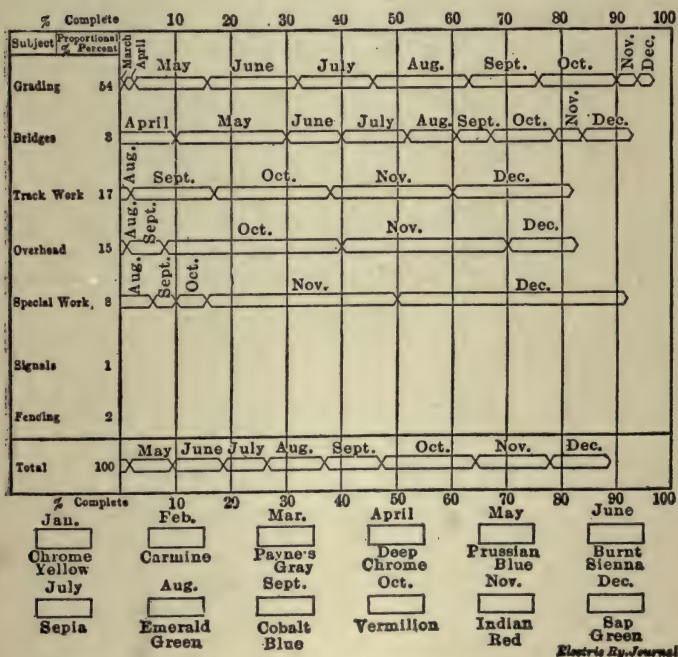 % Complete 10 20 30 40 50 60 70 80 90 100
Subject Proportional % Percent March April
May June July Aug. Sept. Oct. Nov. Dec.
Grading 54
April May June July Aug. Sept. Oct. Nov. Dec.
Bridges 8
Aug. Sept. Oct. Nov. Dec.
Track Work 17
Aug. Sept. Oct. Nov. Dec.
Overhead 15
Aug. Sept. Oct. Nov. Dec.
Special Work, 8
Signals 1
Fencing 2
May June July Aug. Sept. Oct. Nov. Dec.
Total 100
% Complete 10 20 30 40 50 60 70 80 90 100
Jan. Feb. Mar. April May June
Chrome Yellow Carmine Payne's Gray Deep Chrome Prussian Blue Burnt Sienna
July Aug. Sept. Oct. Nov. Dec.
Sepia Emerald Green Cobalt Blue Vermilion Indian Red Sap Green
Electric Ry. Journal